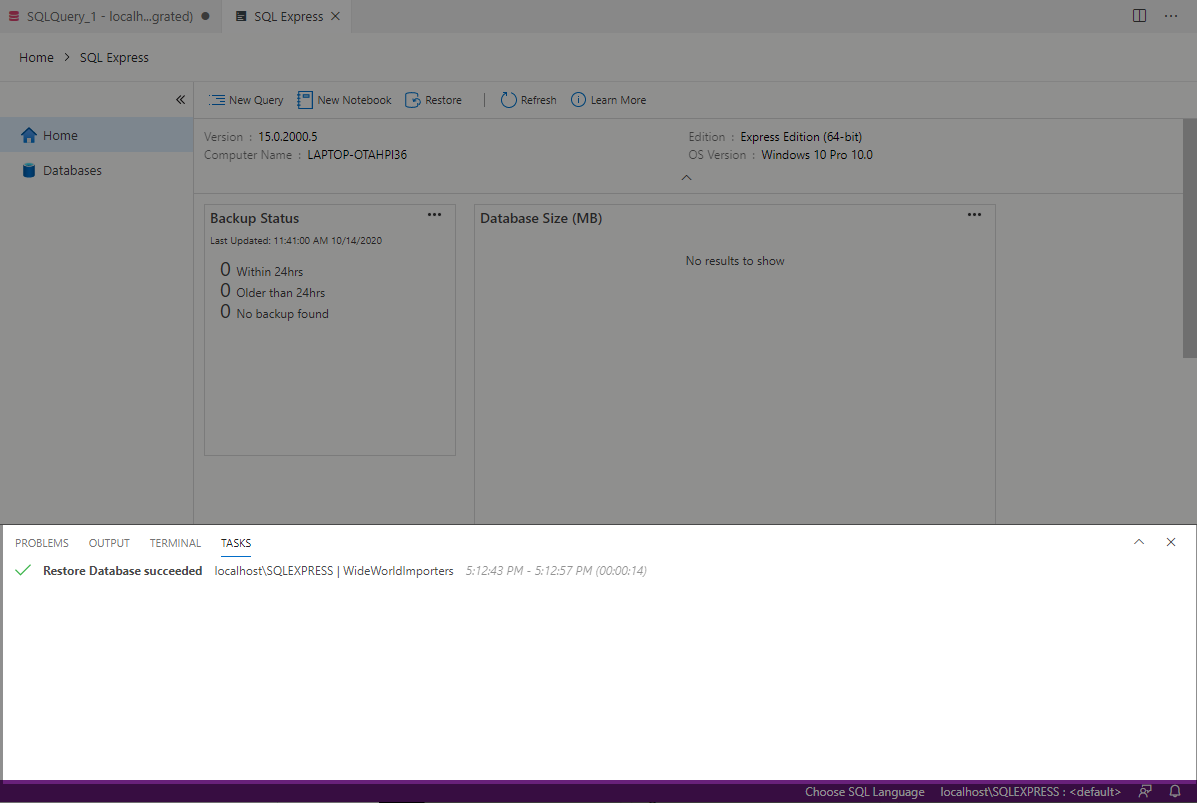 SQLQuery_1 - localh...grated) ● SQL Express
Home > SQL Express
New Query New Notebook Restore | Refresh Learn More
Home
Databases
Version : 15.0.2000.5
Computer Name : LAPTOP-OTAHPI36
Edition : Express Edition (64-bit)
OS Version : Windows 10 Pro 10.0
Backup Status ...
Last Updated: 11:41:00 AM 10/14/2020
0 Within 24hrs
0 Older than 24hrs
0 No backup found
Database Size (MB) ...
No results to show
PROBLEMS OUTPUT TERMINAL TASKS
Restore Database succeeded localhost\SQLEXPRESS | WideWorldImporters 5:12:43 PM - 5:12:57 PM (00:00:14)
Choose SQL Language localhost\SQLEXPRESS : <default>